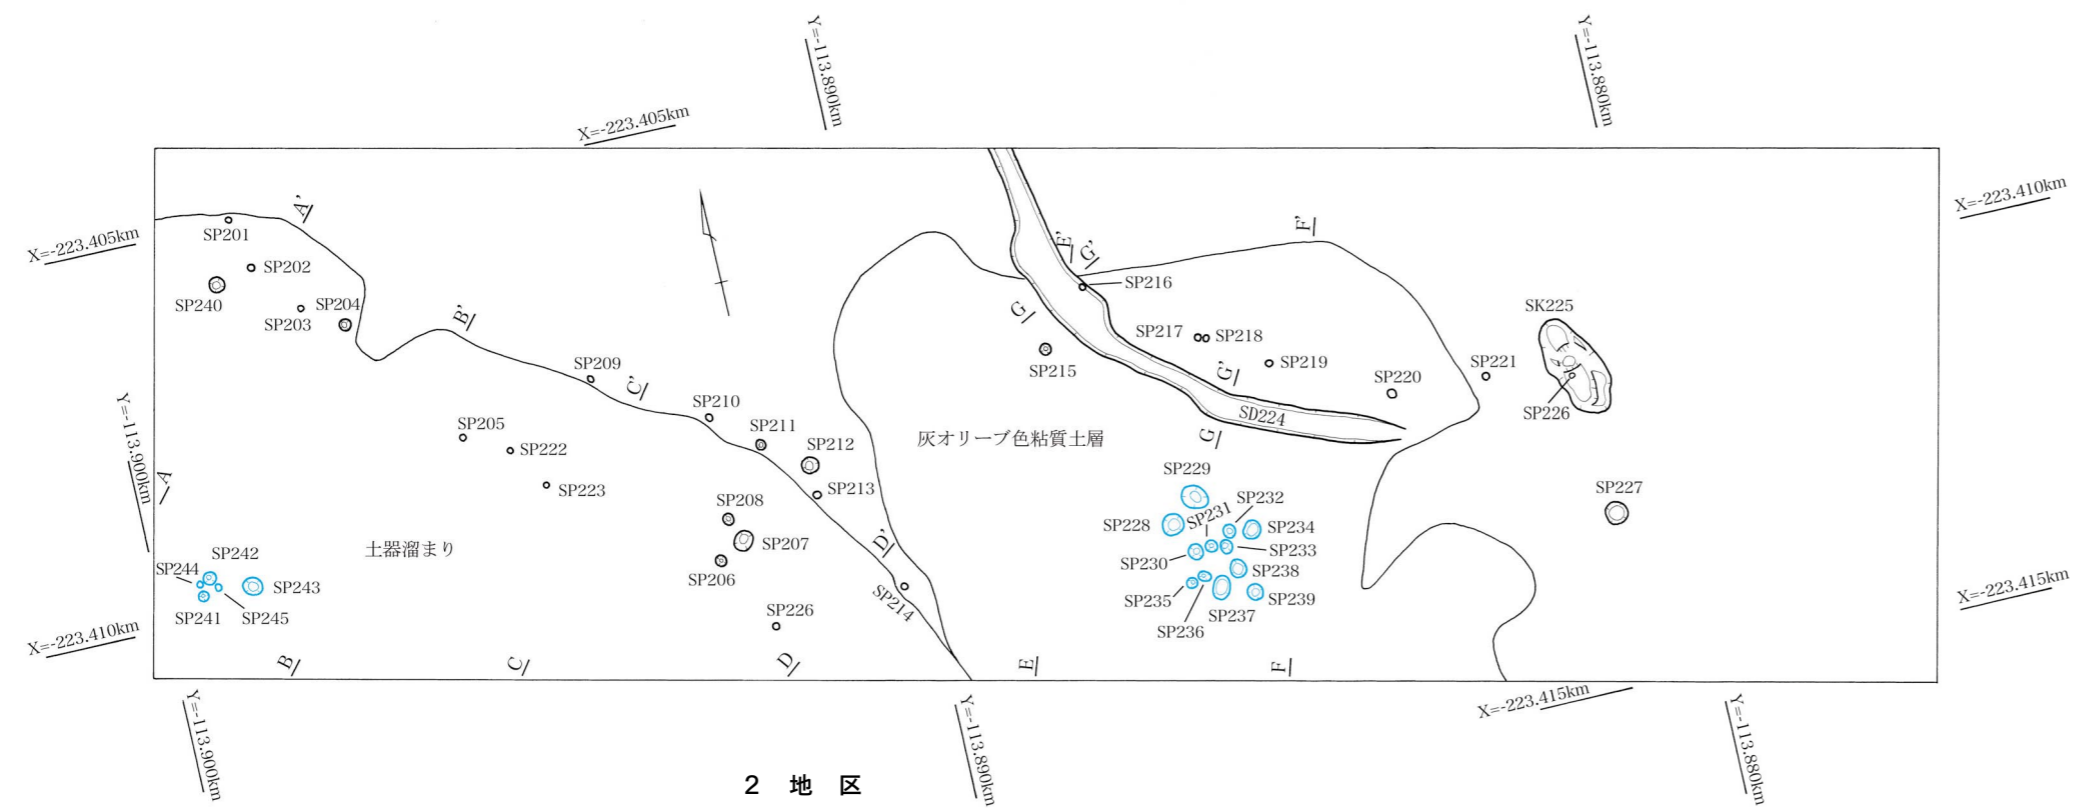 Y=-113.890km
Y=-113.880km
X=-223.405km
X=-223.410km
X=-223.405km
A'
SP201
SP202
SP240
SP203
SP204
B'
SP209
C'
SP210
SP205
SP222
SP223
SP211
SP212
SP213
SP208
SP207
SP206
D'
SP214
SP226
E'
G'
F'
SP216
G
SP215
SP217
SP218
SP219
G'
SP220
SP221
SD224
G
SK225
SP226
灰オリーブ色粘質土層
SP229
SP228
SP231
SP232
SP234
SP230
SP233
SP238
SP235
SP236
SP237
SP239
SP227
Y=-113.900km
A
土器溜まり
SP242
SP244
SP243
SP241
SP245
X=-223.410km
X=-223.415km
B
C
D
E
F
X=-223.415km
Y=-113.900km
Y=-113.890km
Y=-113.880km
2 地 区